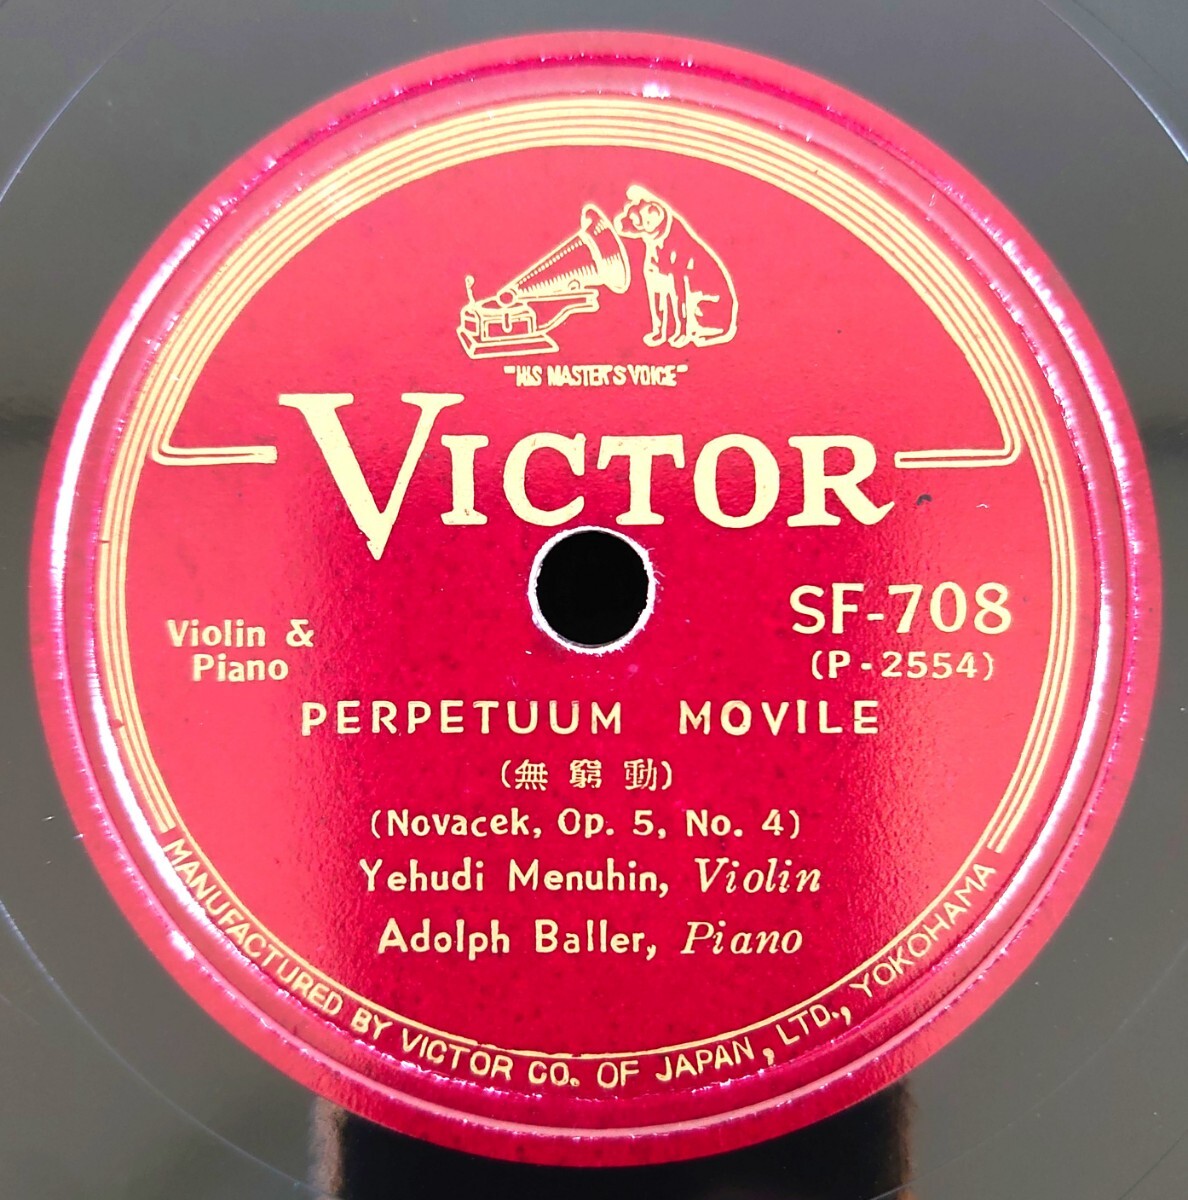 "HIS MASTER'S VOICE"
VICTOR
SF-708
(P-2554)
Violin &
Piano
PERPETUUM MOVILE
(無窮動)
(Novacek, Op. 5, No. 4)
Yehudi Menuhin, Violin
Adolph Baller, Piano
MANUFACTURED BY VICTOR CO. OF JAPAN, LTD., YOKOHAMA